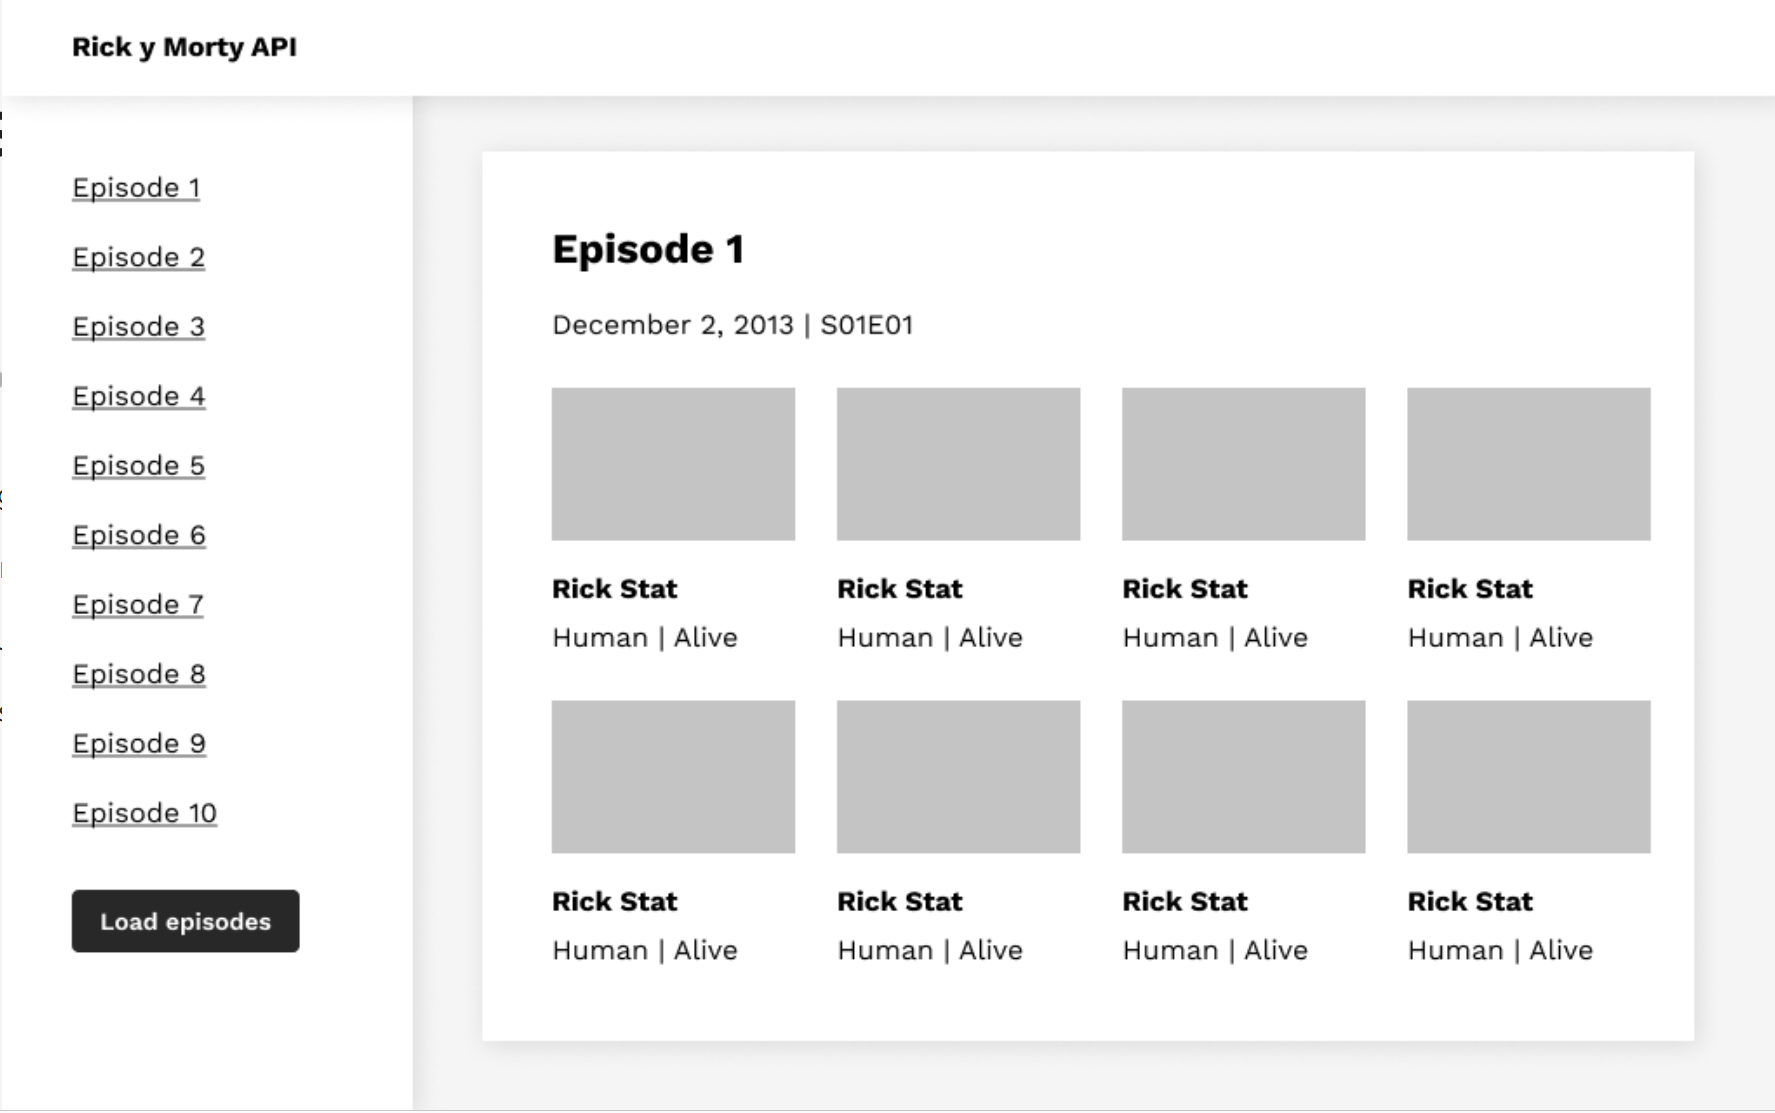 Rick y Morty API
Episode 1
Episode 2
Episode 3
Episode 4
Episode 5
Episode 6
Episode 7
Episode 8
Episode 9
Episode 10
Load episodes
Episode 1
December 2, 2013 | S01E01
Rick Stat Rick Stat Rick Stat Rick Stat
Human | Alive Human | Alive Human | Alive Human | Alive
Rick Stat Rick Stat Rick Stat Rick Stat
Human | Alive Human | Alive Human | Alive Human | Alive